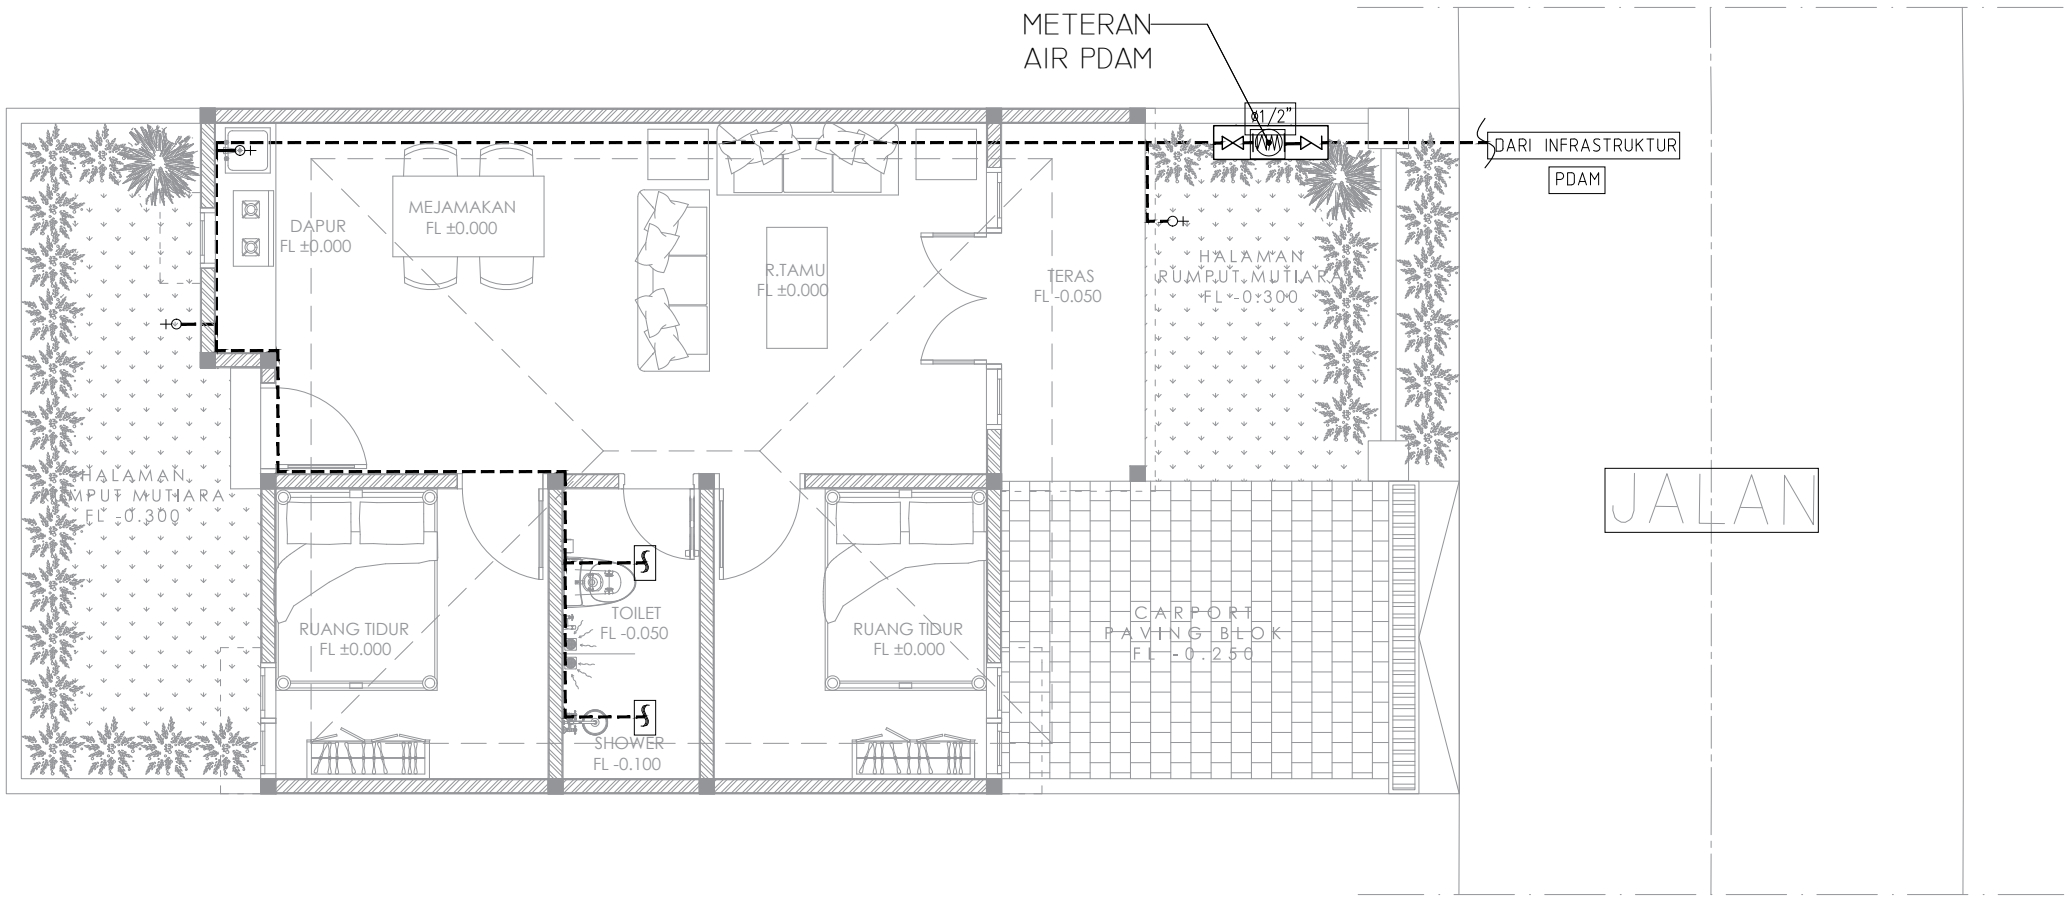 METERAN
AIR PDAM
ø1/2"
DARI INFRASTRUKTUR
PDAM
DAPUR
FL ±0.000
MEJAMAKAN
FL ±0.000
R.TAMU
FL ±0.000
TERAS
FL -0.050
HALAMAN
RUMPUT MUTIARA
FL -0.300
HALAMAN
RUMPUT MUTIARA
FL -0.300
JALAN
RUANG TIDUR
FL ±0.000
TOILET
FL -0.050
RUANG TIDUR
FL ±0.000
CARPORT
PAVING BLOK
FL -0.250
SHOWER
FL -0.100